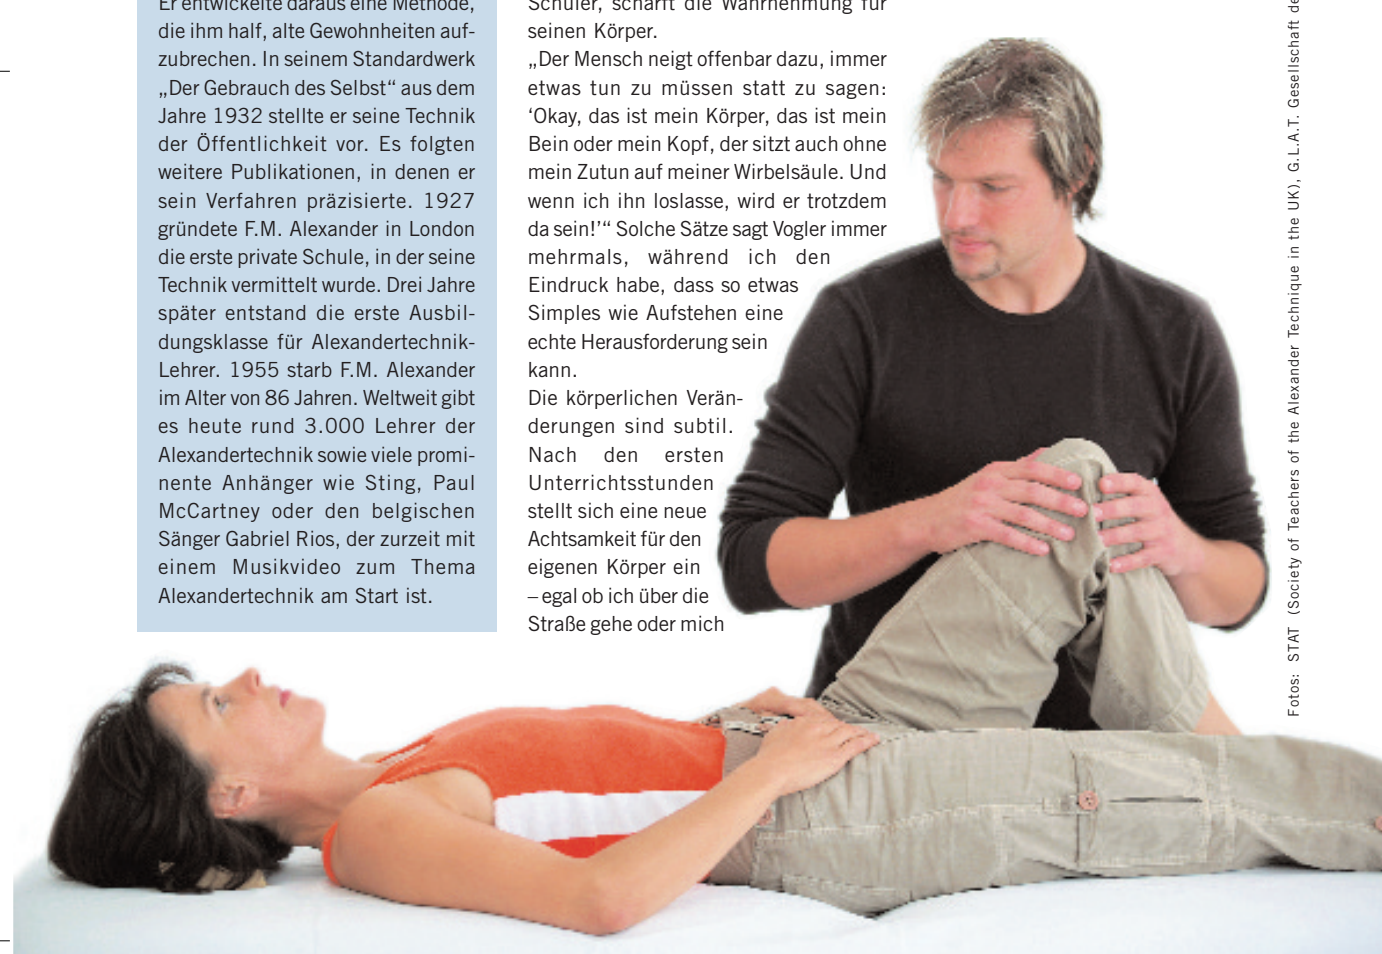 Er entwickelte daraus eine Methode,
die ihm half, alte Gewohnheiten auf-
zubrechen. In seinem Standardwerk
„Der Gebrauch des Selbst“ aus dem
Jahre 1932 stellte er seine Technik
der Öffentlichkeit vor. Es folgten
weitere Publikationen, in denen er
sein Verfahren präzisierte. 1927
gründete F.M. Alexander in London
die erste private Schule, in der seine
Technik vermittelt wurde. Drei Jahre
später entstand die erste Ausbil-
dungsklasse für Alexandertechnik-
Lehrer. 1955 starb F.M. Alexander
im Alter von 86 Jahren. Weltweit gibt
es heute rund 3.000 Lehrer der
Alexandertechnik sowie viele promi-
nente Anhänger wie Sting, Paul
McCartney oder den belgischen
Sänger Gabriel Rios, der zurzeit mit
einem Musikvideo zum Thema
Alexandertechnik am Start ist.
Schüler, schärft die Wahrnehmung für
seinen Körper.
„Der Mensch neigt offenbar dazu, immer
etwas tun zu müssen statt zu sagen:
‘Okay, das ist mein Körper, das ist mein
Bein oder mein Kopf, der sitzt auch ohne
mein Zutun auf meiner Wirbelsäule. Und
wenn ich ihn loslasse, wird er trotzdem
da sein!’“ Solche Sätze sagt Vogler immer
mehrmals, während ich den
Eindruck habe, dass so etwas
Simples wie Aufstehen eine
echte Herausforderung sein
kann.
Die körperlichen Verän-
derungen sind subtil.
Nach den ersten
Unterrichtsstunden
stellt sich eine neue
Achtsamkeit für den
eigenen Körper ein
– egal ob ich über die
Straße gehe oder mich
Fotos: STAT (Society of Teachers of the Alexander Technique in the UK), G.L.A.T. Gesellschaft